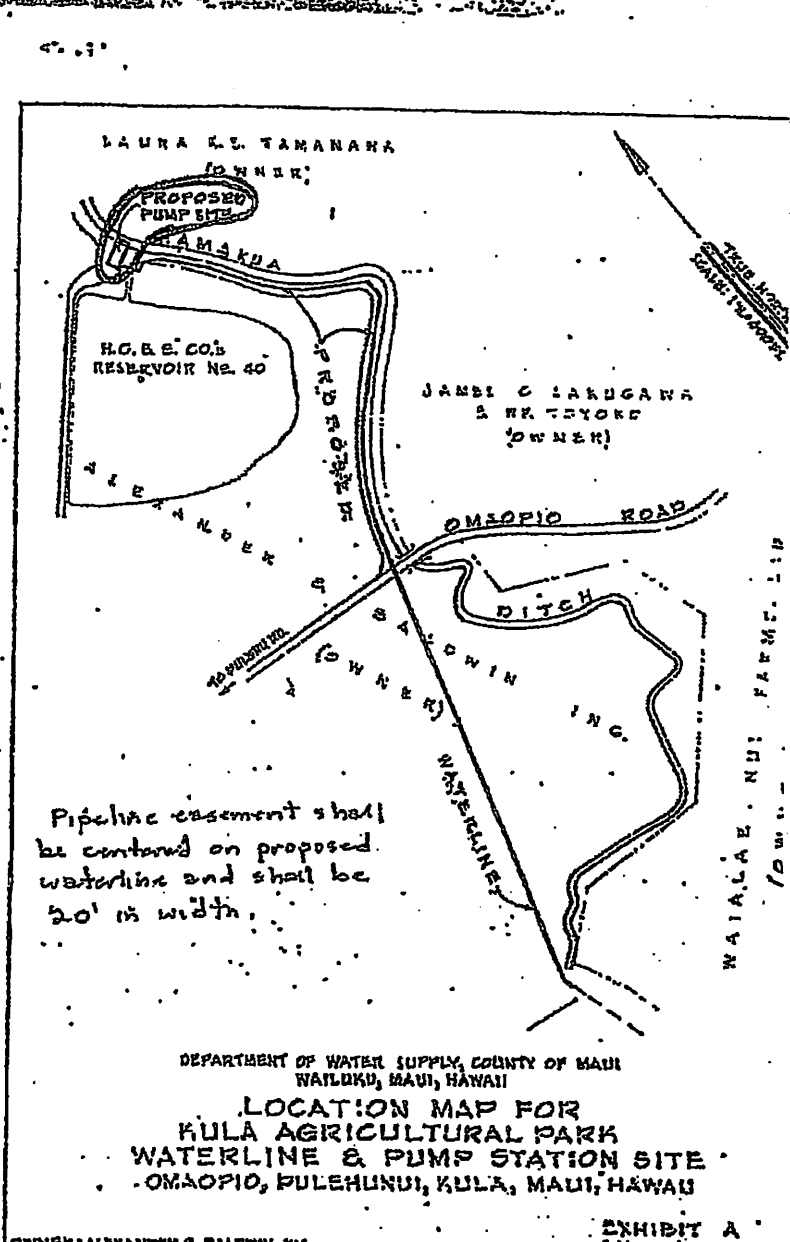 LAURA K.E. TAMANAHA
(OWNER)
PROPOSED
PUMP SITE
HAMAKUA
TRUE
SCALE:
H.C. & E. CO.'s
RESERVOIR No. 40
PROPOSED
OWNER)
OMAOPIO ROAD
DITCH
ALEXANDER & BALDWIN INC.
(OWNER)
TO
WATERLINE
WAIALAE NUI FARMS LTD
Pipeline easement shall
be centered on proposed
waterline and shall be
20' in width.
DEPARTMENT OF WATER SUPPLY, COUNTY OF MAUI
WAILUKU, MAUI, HAWAII
LOCATION MAP FOR
KULA AGRICULTURAL PARK
WATERLINE & PUMP STATION SITE
OMAOPIO, PULEHUNUI, KULA, MAUI, HAWAII
EXHIBIT A